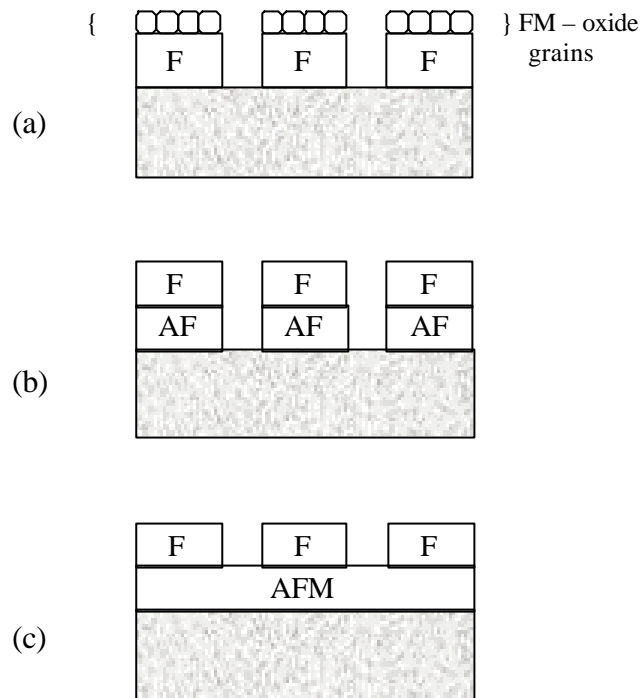 { } FM – oxide
grains
F F F
(a)
F F F
AF AF AF
(b)
F F F
AFM
(c)